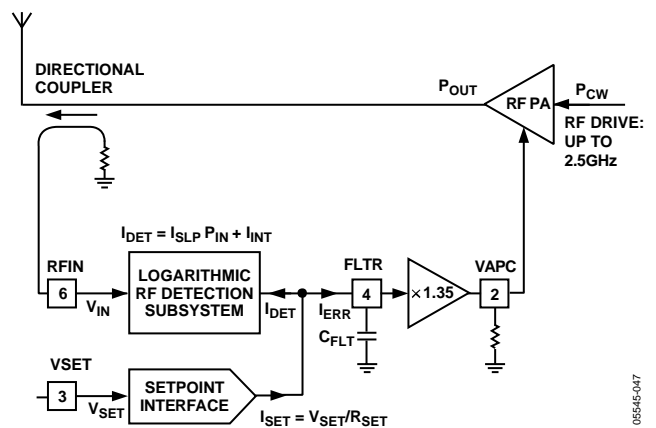 DIRECTIONAL
COUPLER
P_OUT
RF PA
P_CW
RF DRIVE:
UP TO
2.5GHz
I_DET = I_SLP P_IN + I_INT
RFIN
6
V_IN
LOGARITHMIC
RF DETECTION
SUBSYSTEM
I_DET
I_ERR
FLTR
4
C_FLT
×1.35
VAPC
2
VSET
3
V_SET
SETPOINT
INTERFACE
I_SET = V_SET/R_SET
05545-047